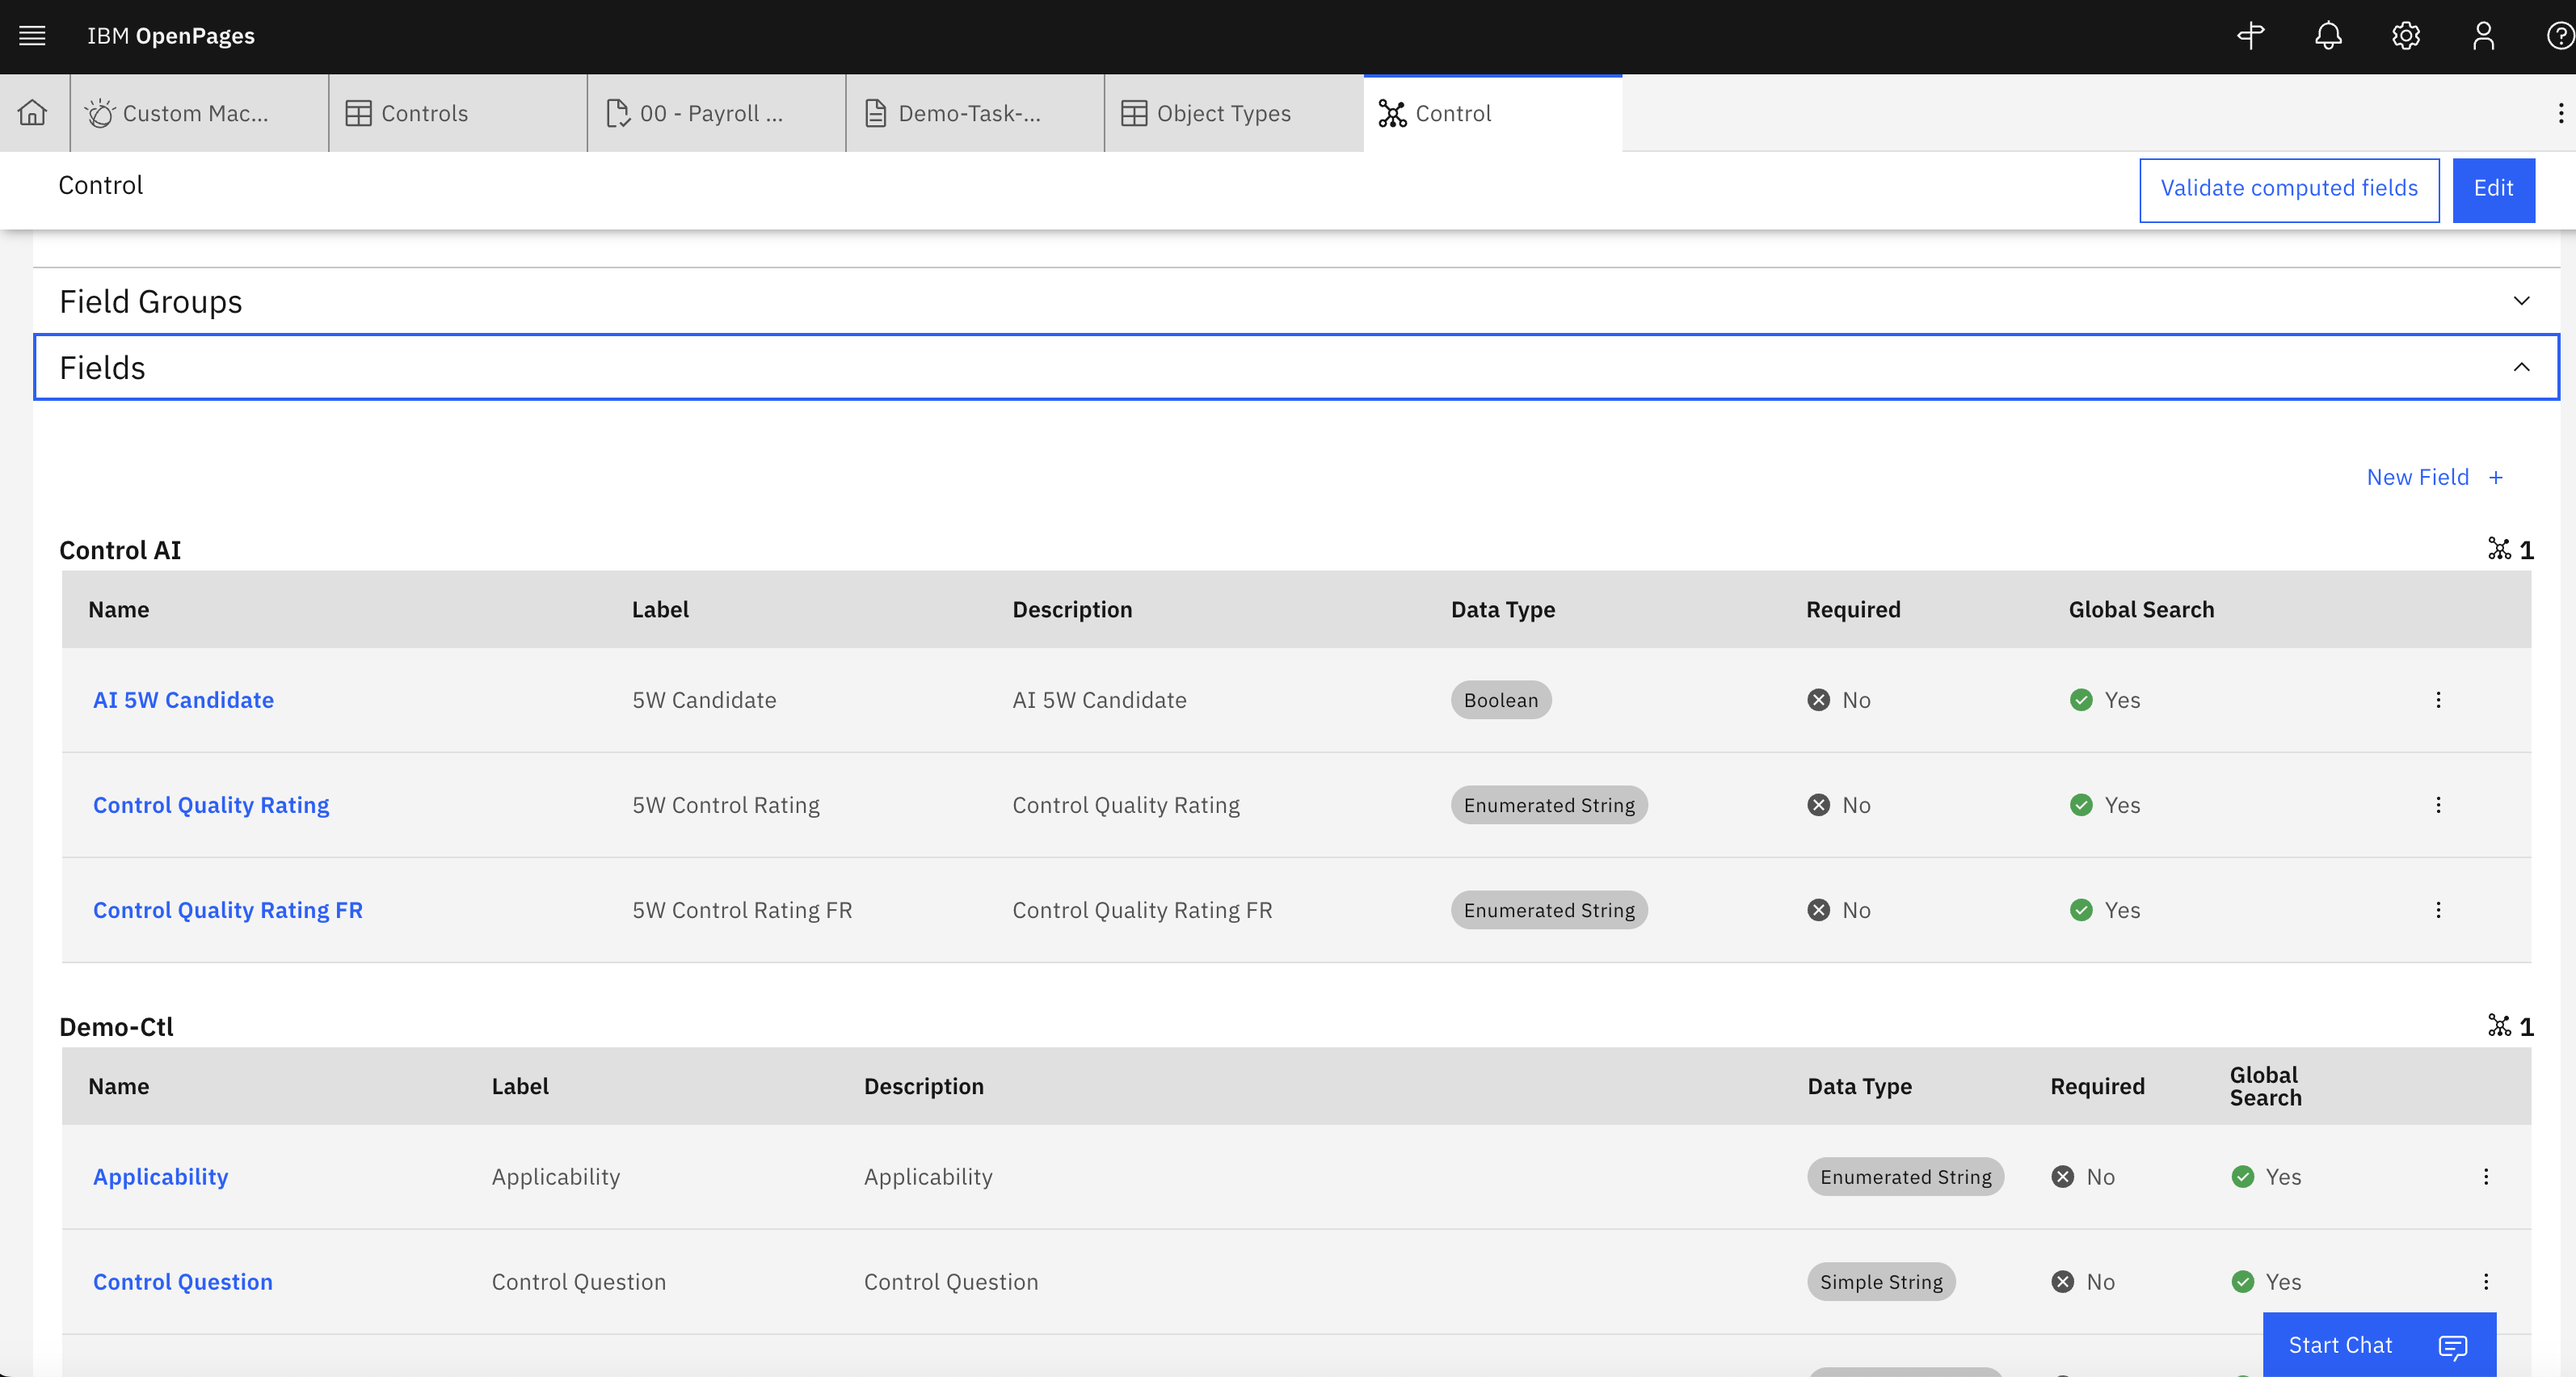 IBM OpenPages
Custom Mac...
Controls
00 - Payroll ...
Demo-Task-...
Object Types
Control
Control
Validate computed fields
Edit
Field Groups
Fields
New Field +
Control AI
1
Name Label Description Data Type Required Global Search
AI 5W Candidate 5W Candidate AI 5W Candidate Boolean No Yes
Control Quality Rating 5W Control Rating Control Quality Rating Enumerated String No Yes
Control Quality Rating FR 5W Control Rating FR Control Quality Rating FR Enumerated String No Yes
Demo-Ctl
1
Name Label Description Data Type Required Global Search
Applicability Applicability Applicability Enumerated String No Yes
Control Question Control Question Control Question Simple String No Yes
Start Chat